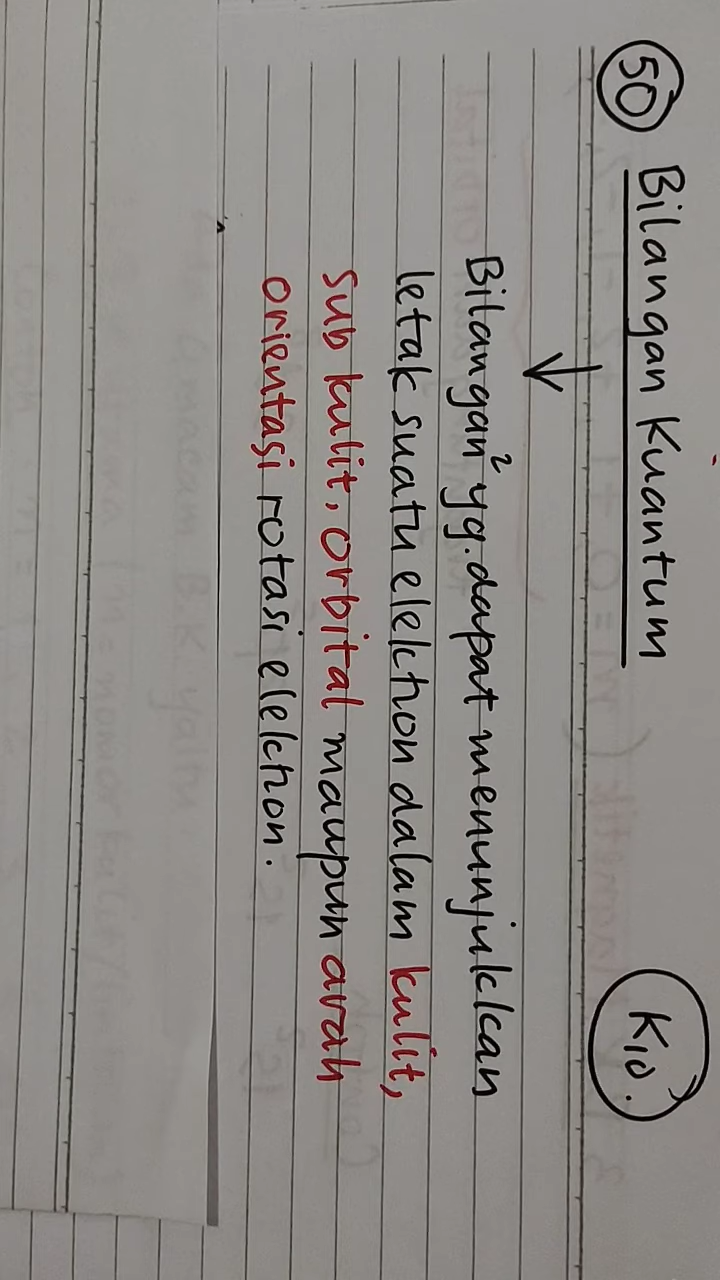 50 Bilangan Kuantum K10.
↓
Bilangan² yg. dapat menunjukkan
letak suatu elektron dalam kulit,
sub kulit, orbital maupun arah
orientasi rotasi elektron.